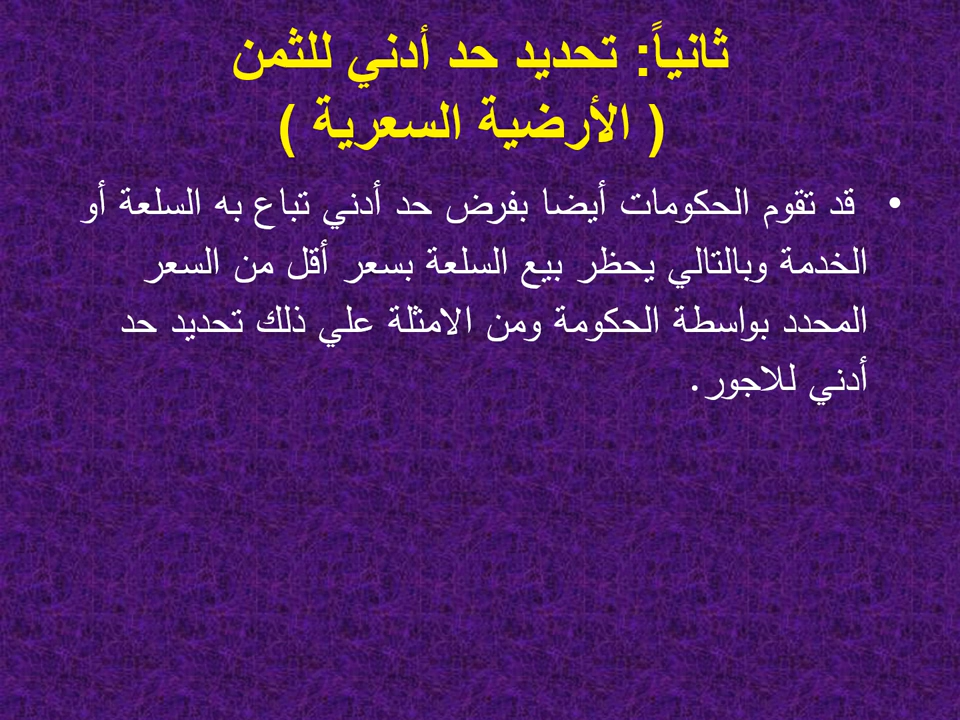 ثانياً: تحديد حد أدني للثمن
( الأرضية السعرية )
• قد تقوم الحكومات أيضا بفرض حد أدني تباع به السلعة أو
الخدمة وبالتالي يحظر بيع السلعة بسعر أقل من السعر
المحدد بواسطة الحكومة ومن الامثلة علي ذلك تحديد حد
أدني للاجور.